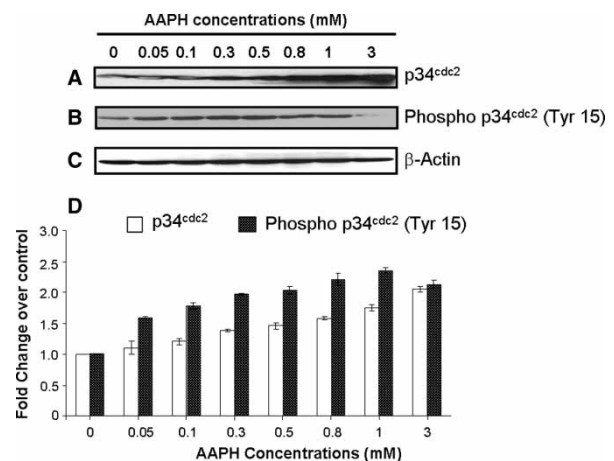 AAPH concentrations (mM)
0 0.05 0.1 0.3 0.5 0.8 1 3
A p34cdc2
B Phospho p34cdc2 (Tyr 15)
C β-Actin
D
p34cdc2 Phospho p34cdc2 (Tyr 15)
Fold Change over control
3.0
2.5
2.0
1.5
1.0
0.5
0
0 0.05 0.1 0.3 0.5 0.8 1 3
AAPH Concentrations (mM)